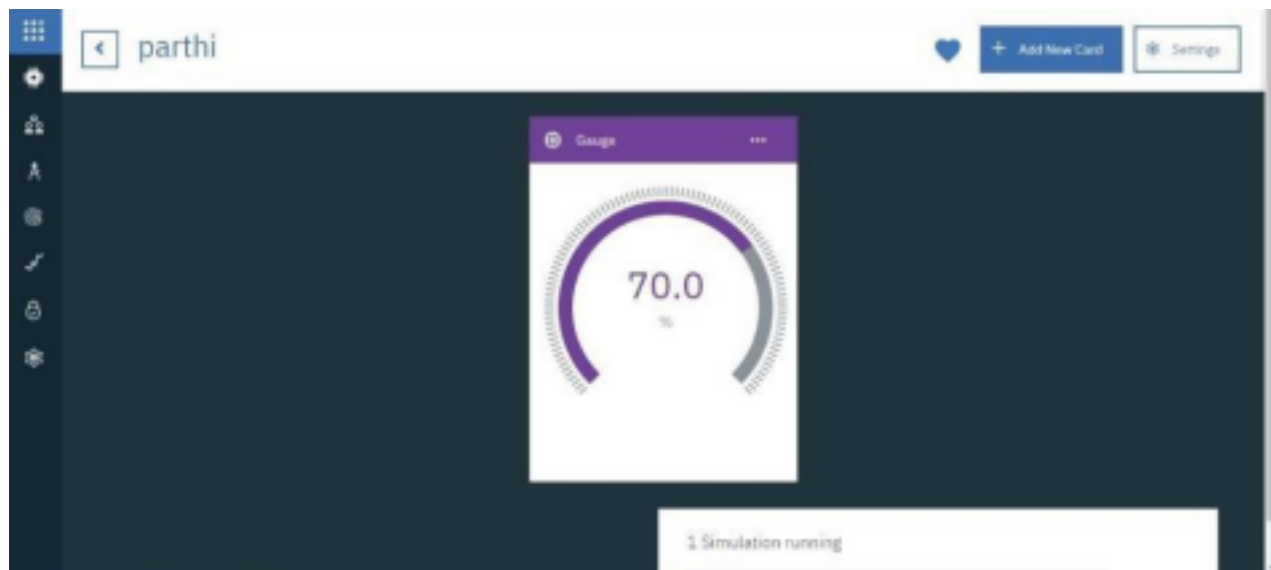 parthi
+ Add New Card
Settings
Gauge
70.0
%
1 Simulation running